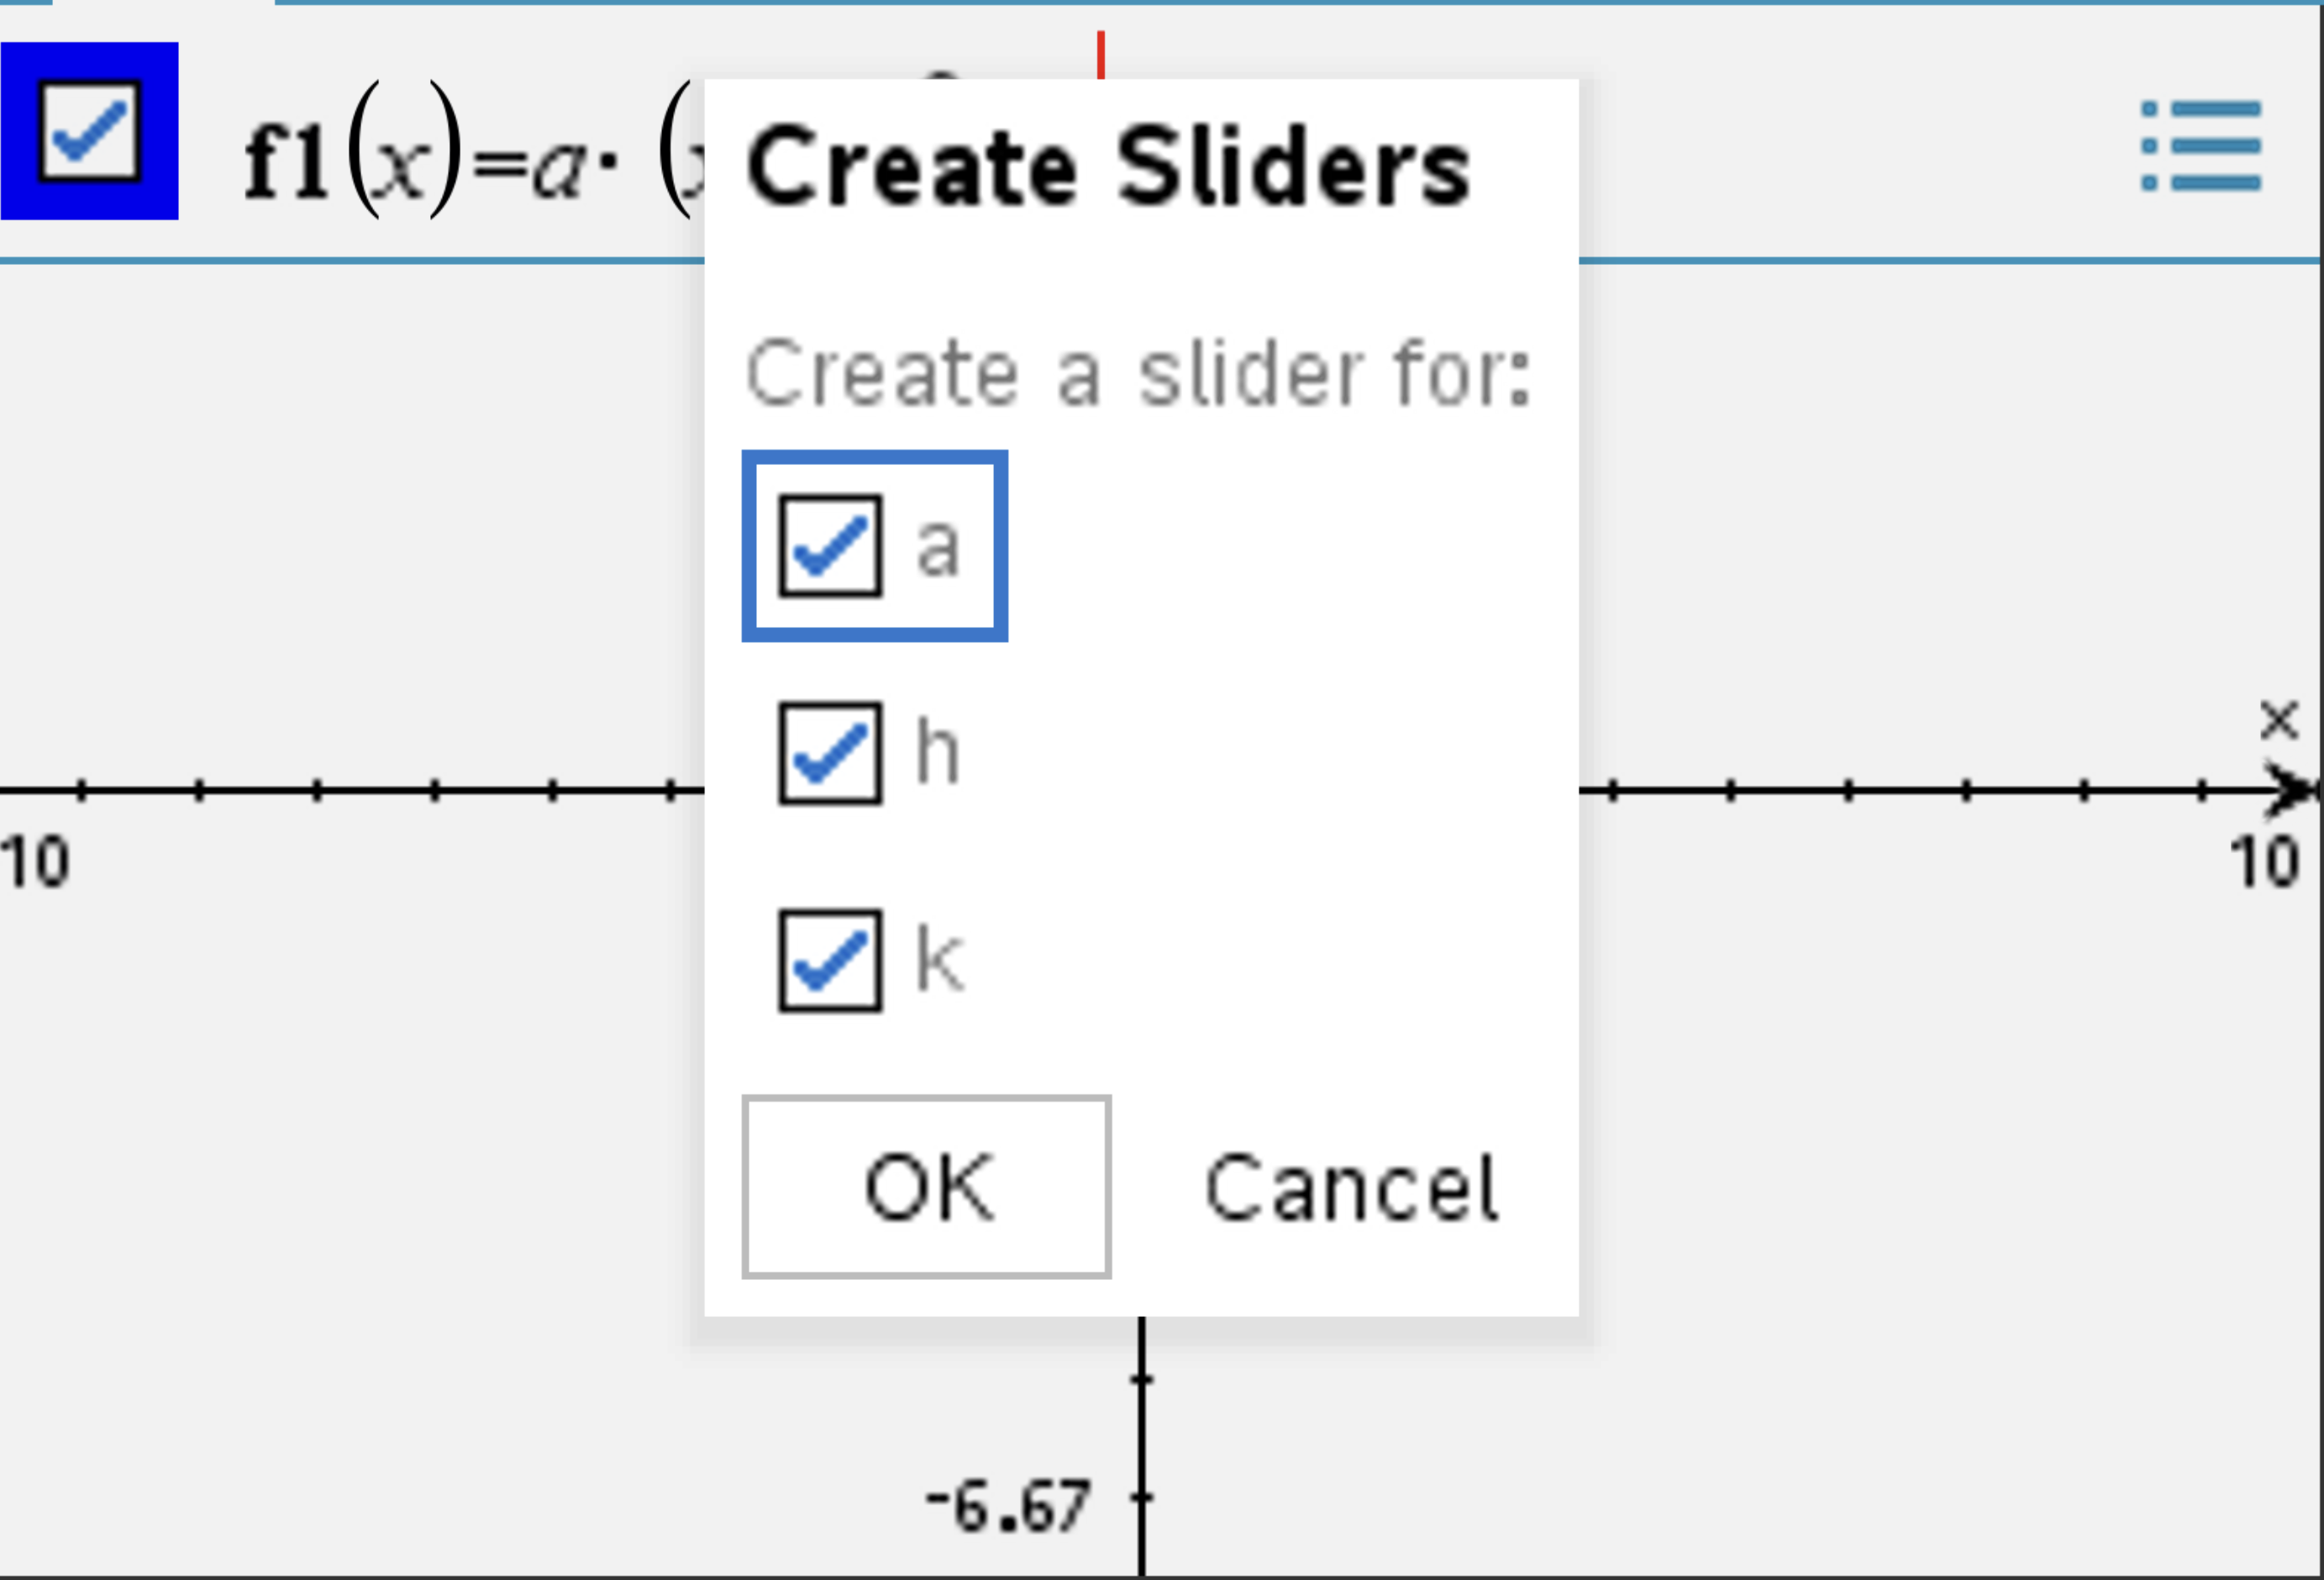 f1(x)=a· (
Create Sliders
Create a slider for:
a
h
k
x
10
10
OK Cancel
-6.67